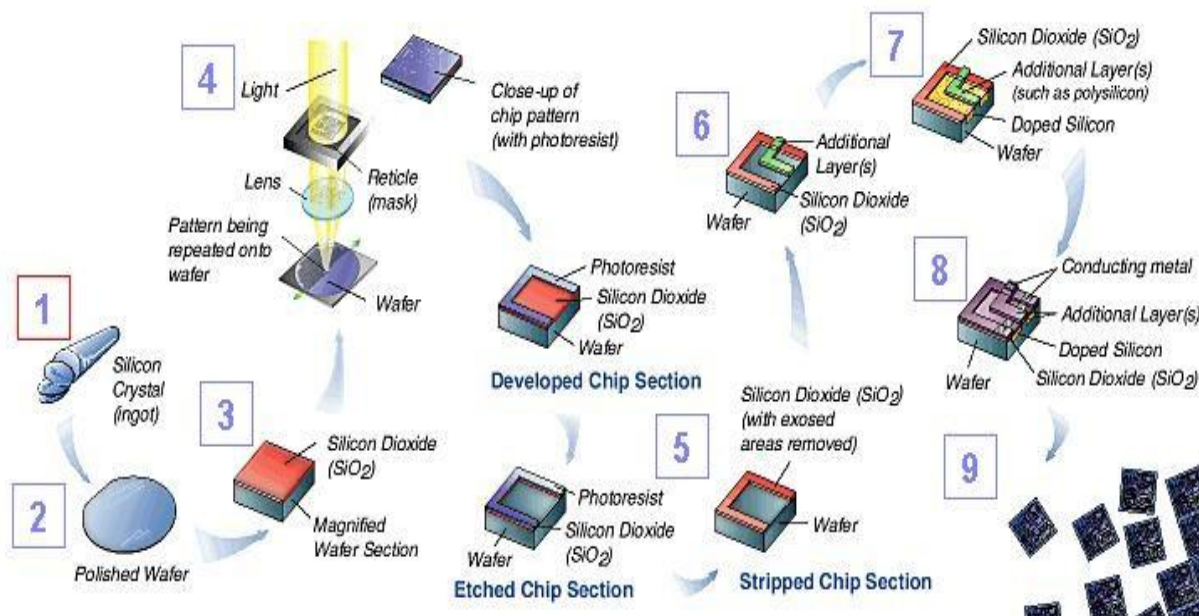 1
Silicon
Crystal
(ingot)
2
Polished Wafer
3
Silicon Dioxide
(SiO2)
Magnified
Wafer Section
4
Light
Reticle
(mask)
Lens
Pattern being
repeated onto
wafer
Wafer
Close-up of
chip pattern
(with photoresist)
Photoresist
Silicon Dioxide
(SiO2)
Wafer
Developed Chip Section
Photoresist
Silicon Dioxide
(SiO2)
Wafer
Etched Chip Section
5
Silicon Dioxide (SiO2)
(with exosed
areas removed)
Wafer
Stripped Chip Section
6
Additional
Layer(s)
Silicon Dioxide
(SiO2)
Wafer
7
Silicon Dioxide (SiO2)
Additional Layer(s)
(such as polysilicon)
Doped Silicon
Wafer
8
Conducting metal
Additional Layer(s)
Doped Silicon
Silicon Dioxide (SiO2)
Wafer
9